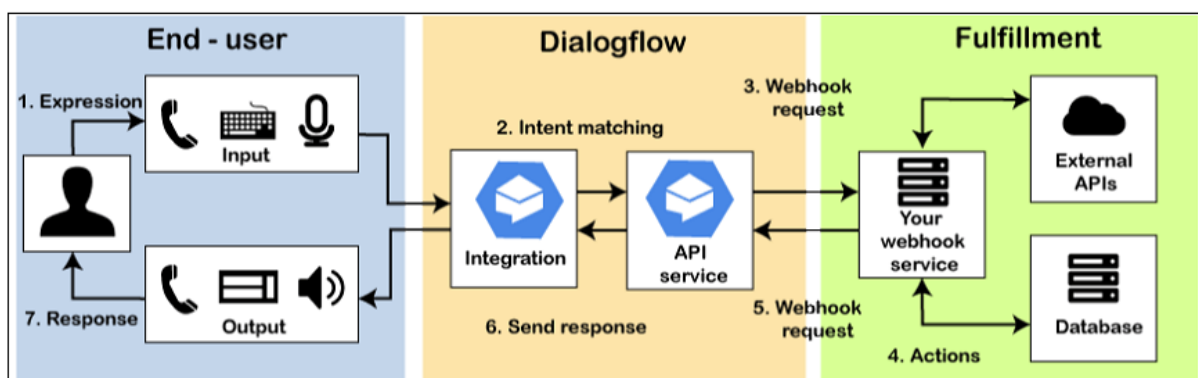 End - user
Dialogflow
Fulfillment
1. Expression
Input
2. Intent matching
3. Webhook
request
External
APIs
Integration
API
service
Your
webhook
service
7. Response
Output
6. Send response
5. Webhook
request
4. Actions
Database